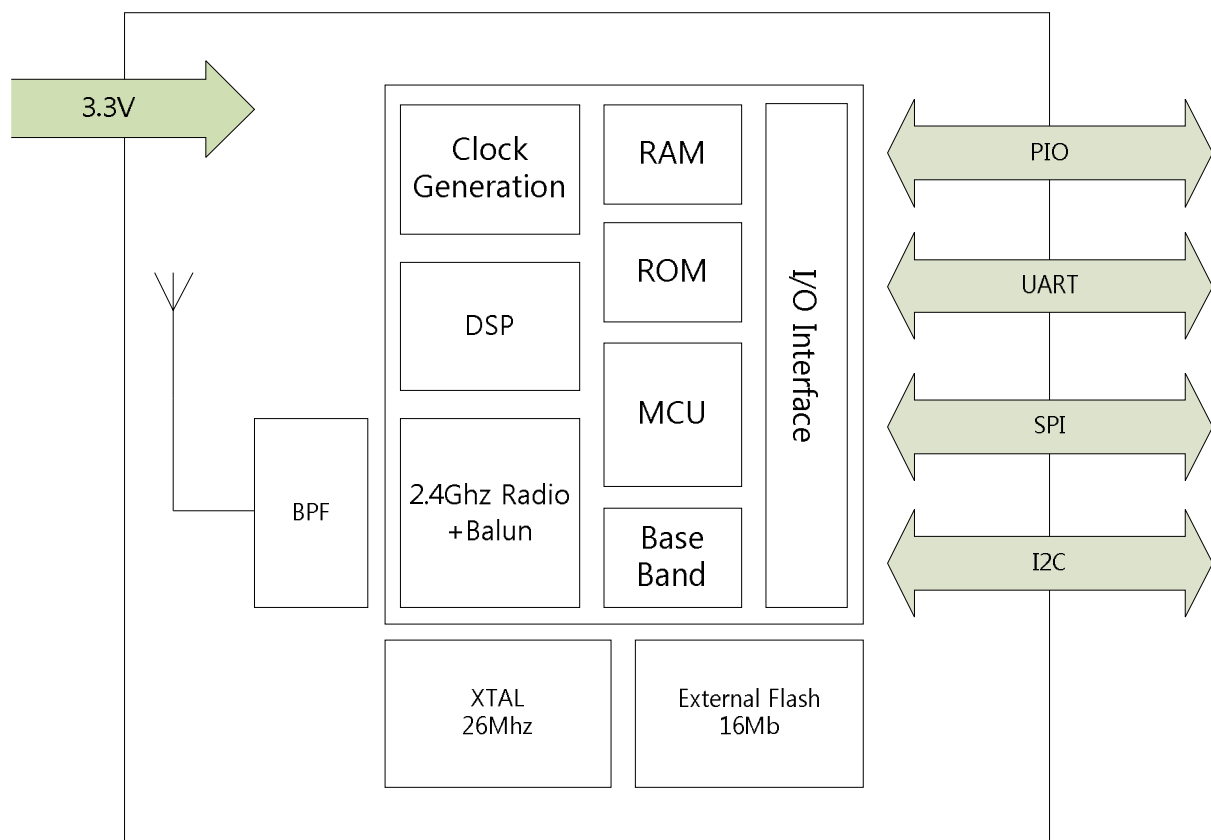 3.3V
Clock
Generation
RAM
PIO
ROM
I/O Interface
UART
DSP
MCU
SPI
2.4Ghz Radio
+Balun
BPF
Base
Band
I2C
XTAL
26Mhz
External Flash
16Mb